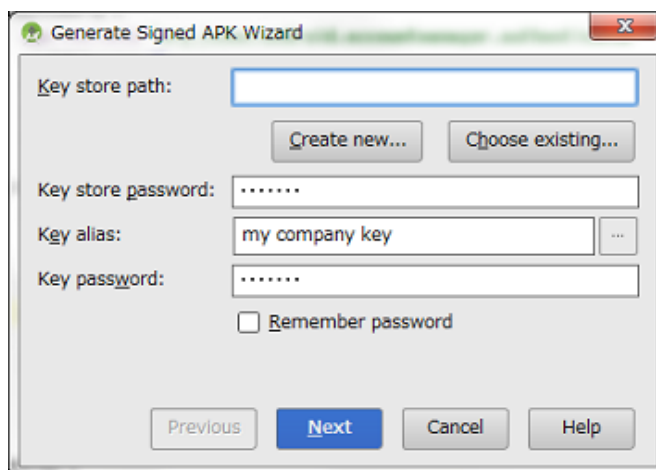 Generate Signed APK Wizard
Key store path:
Create new... Choose existing...
Key store password: •••••••
Key alias: my company key ...
Key password: •••••••
Remember password
Previous Next Cancel Help